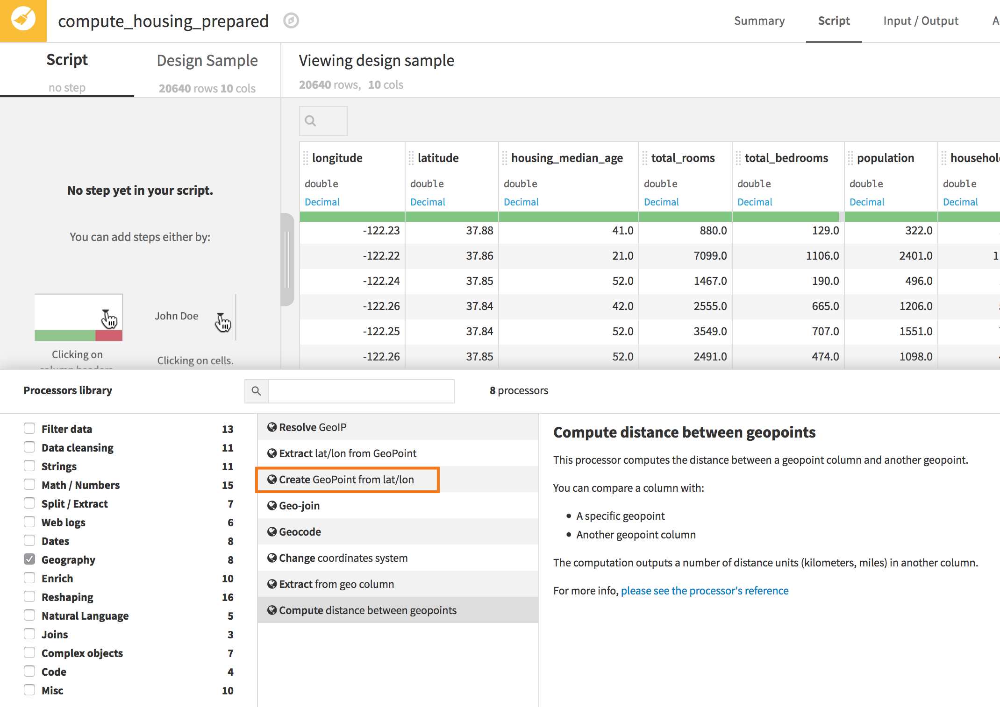 compute_housing_prepared
Summary
Script
Input / Output
Script
no step
Design Sample
20640 rows 10 cols
Viewing design sample
20640 rows, 10 cols
longitude latitude housing_median_age total_rooms total_bedrooms population
double double double double double double double
Decimal Decimal Decimal Decimal Decimal Decimal Decimal
-122.23 37.88 41.0 880.0 129.0 322.0
-122.22 37.86 21.0 7099.0 1106.0 2401.0
-122.24 37.85 52.0 1467.0 190.0 496.0
-122.26 37.84 42.0 2555.0 665.0 1206.0
-122.25 37.84 52.0 3549.0 707.0 1551.0
-122.26 37.85 52.0 2491.0 474.0 1098.0
No step yet in your script.
You can add steps either by:
John Doe
Clicking on
column headers
Clicking on cells.
Processors library
8 processors
Filter data 13
Data cleansing 11
Strings 11
Math / Numbers 15
Split / Extract 7
Web logs 6
Dates 8
Geography 8
Enrich 10
Reshaping 16
Natural Language 5
Joins 3
Complex objects 7
Code 4
Misc 10
Resolve GeoIP
Extract lat/lon from GeoPoint
Create GeoPoint from lat/lon
Geo-join
Geocode
Change coordinates system
Extract from geo column
Compute distance between geopoints
Compute distance between geopoints
This processor computes the distance between a geopoint column and another geopoint.
You can compare a column with:
• A specific geopoint
• Another geopoint column
The computation outputs a number of distance units (kilometers, miles) in another column.
For more info, please see the processor's reference